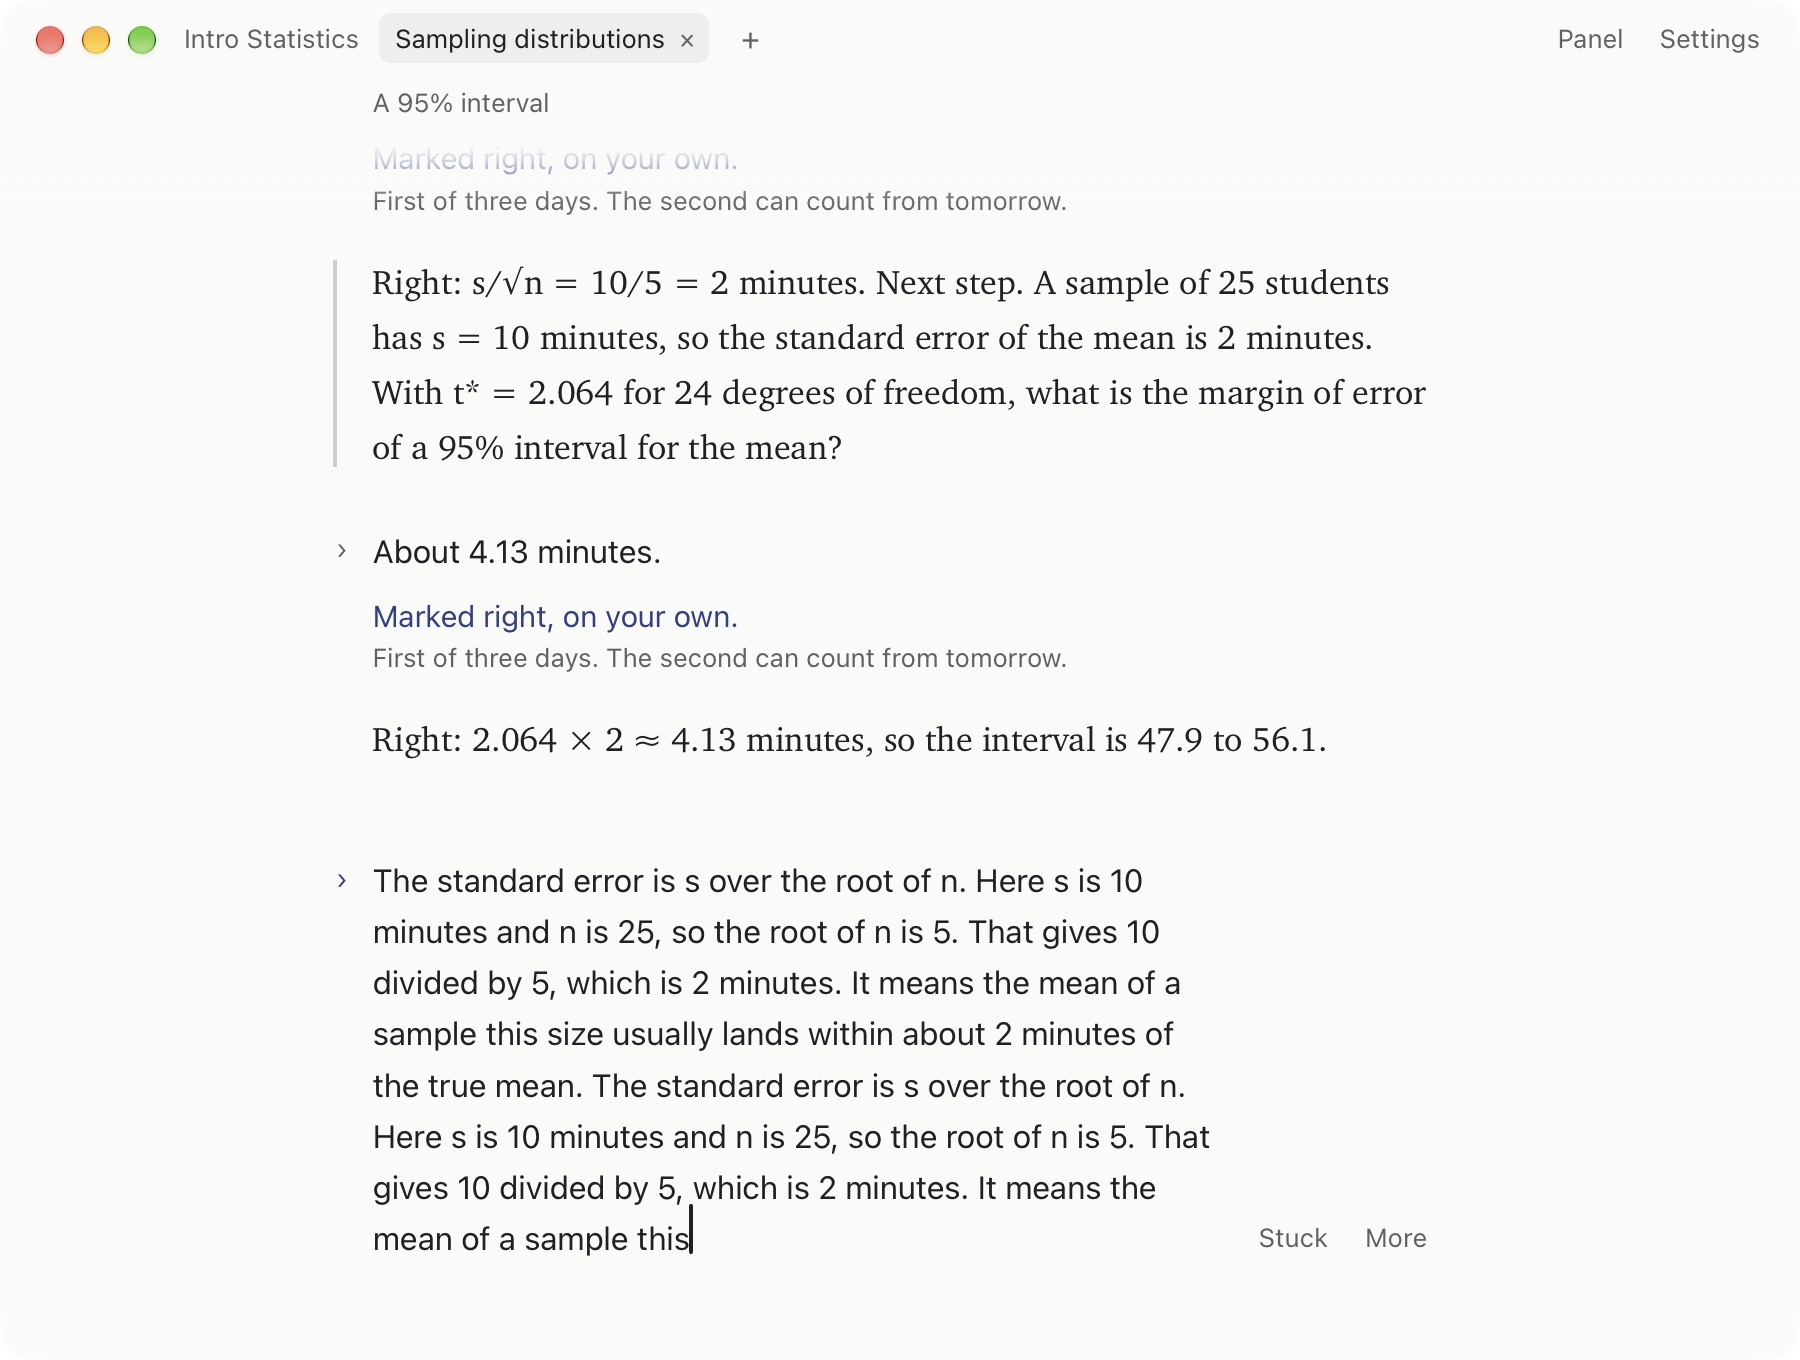 Intro Statistics
Sampling distributions ×
+
Panel
Settings
A 95% interval
Marked right, on your own.
First of three days. The second can count from tomorrow.
Right: s/√n = 10/5 = 2 minutes. Next step. A sample of 25 students
has s = 10 minutes, so the standard error of the mean is 2 minutes.
With t* = 2.064 for 24 degrees of freedom, what is the margin of error
of a 95% interval for the mean?
› About 4.13 minutes.
Marked right, on your own.
First of three days. The second can count from tomorrow.
Right: 2.064 × 2 ≈ 4.13 minutes, so the interval is 47.9 to 56.1.
› The standard error is s over the root of n. Here s is 10
minutes and n is 25, so the root of n is 5. That gives 10
divided by 5, which is 2 minutes. It means the mean of a
sample this size usually lands within about 2 minutes of
the true mean. The standard error is s over the root of n.
Here s is 10 minutes and n is 25, so the root of n is 5. That
gives 10 divided by 5, which is 2 minutes. It means the
mean of a sample this
Stuck
More